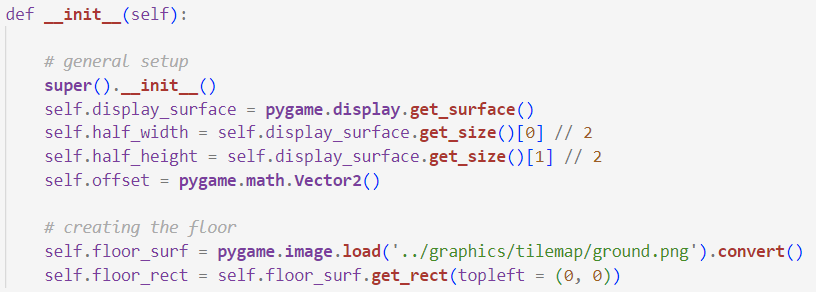 def __init__(self):
# general setup
super().__init__()
self.display_surface = pygame.display.get_surface()
self.half_width = self.display_surface.get_size()[0] // 2
self.half_height = self.display_surface.get_size()[1] // 2
self.offset = pygame.math.Vector2()
# creating the floor
self.floor_surf = pygame.image.load('../graphics/tilemap/ground.png').convert()
self.floor_rect = self.floor_surf.get_rect(topleft = (0, 0))